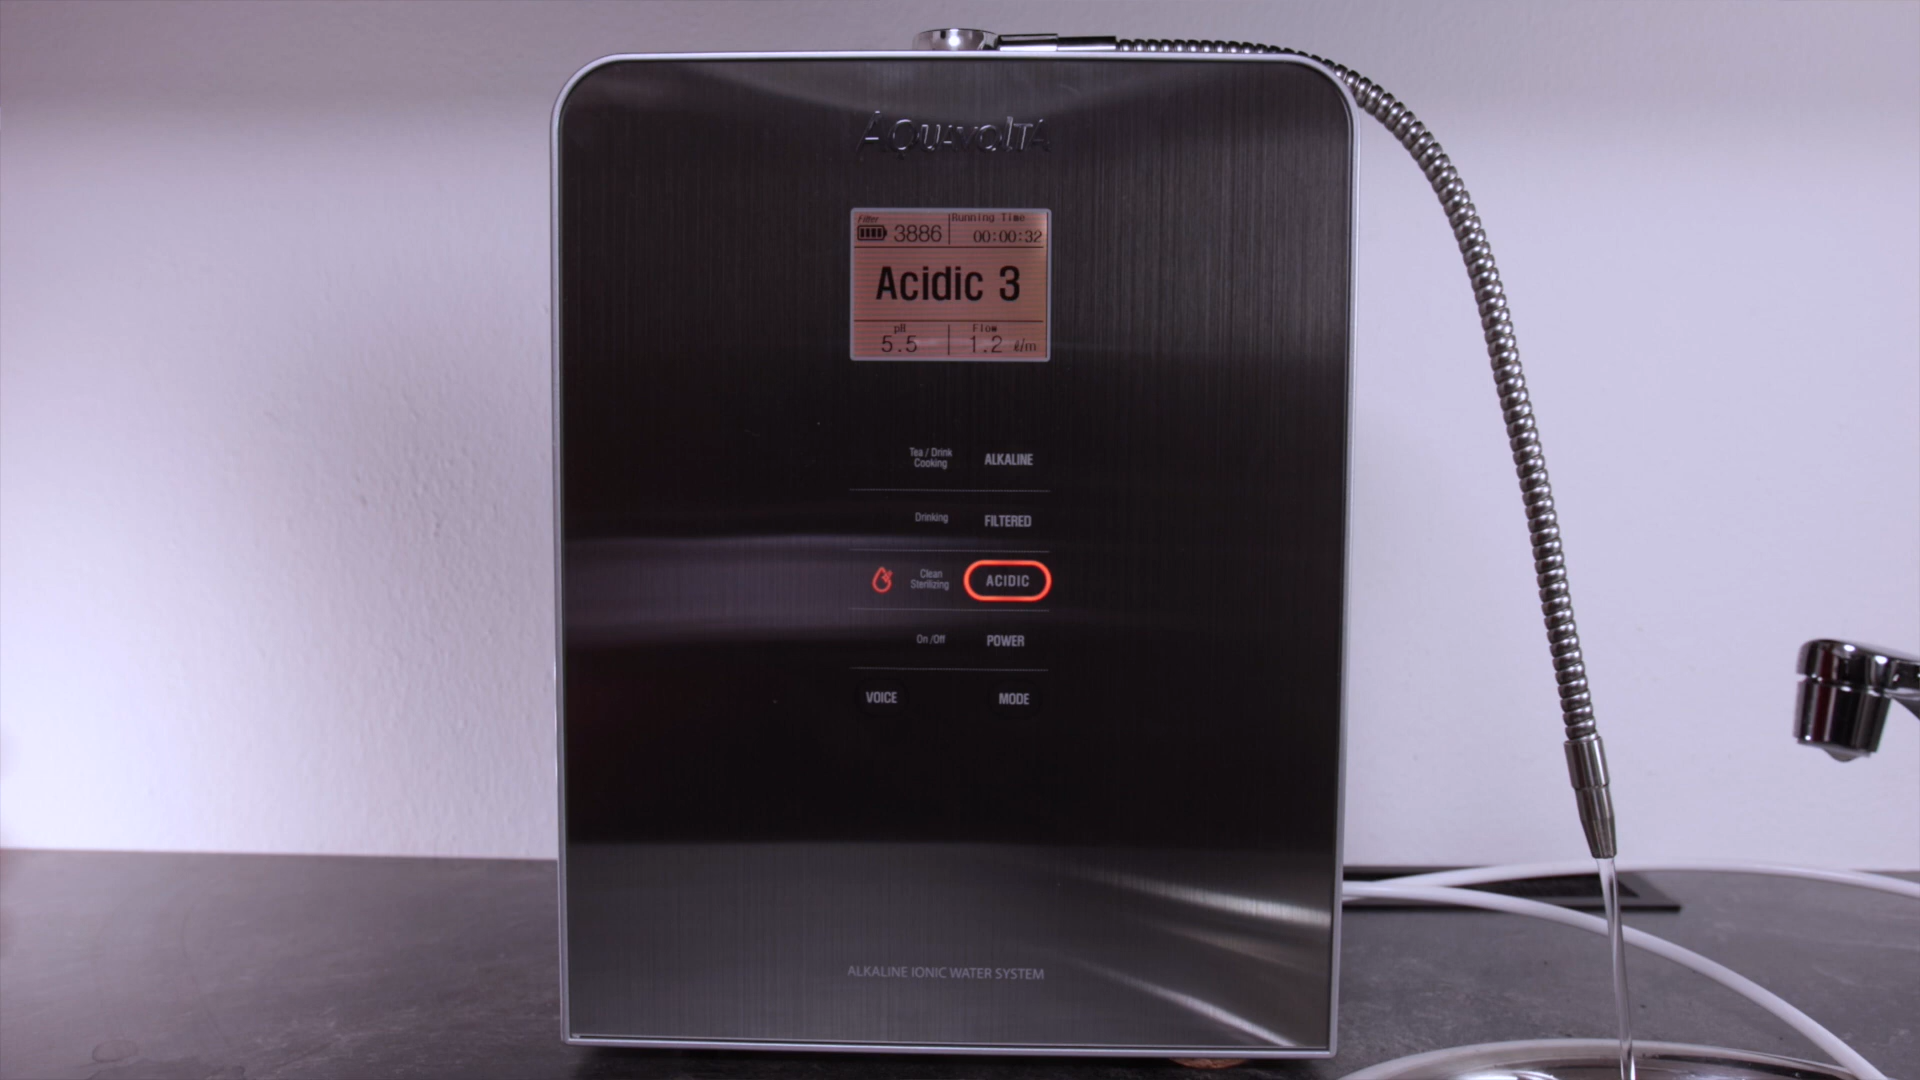 AQUAvolTA
Filter
Running Time
3886
00:00:32
Acidic 3
pH
Flow
5.5
1.2 ℓ/m
Tea / Drink
Cooking
ALKALINE
Drinking
FILTERED
Clean
Sterilizing
ACIDIC
On /Off
POWER
VOICE
MODE
ALKALINE IONIC WATER SYSTEM